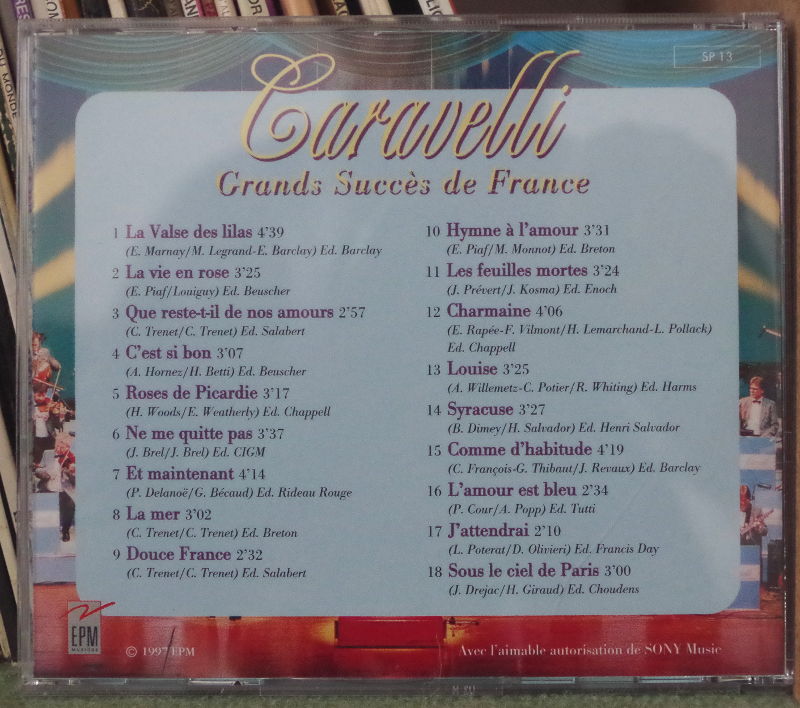 DU MONDE
SP 13
Caravelli
Grands Succès de France
1 La Valse des lilas 4'39
(E. Marnay/M. Legrand-E. Barclay) Ed. Barclay
2 La vie en rose 3'25
(E. Piaf/Louiguy) Ed. Beuscher
3 Que reste-t-il de nos amours 2'57
(C. Trenet/C. Trenet) Ed. Salabert
4 C'est si bon 3'07
(A. Hornez/H. Betti) Ed. Beuscher
5 Roses de Picardie 3'17
(H. Woods/E. Weatherly) Ed. Chappell
6 Ne me quitte pas 3'37
(J. Brel/J. Brel) Ed. CIGM
7 Et maintenant 4'14
(P. Delanoë/G. Bécaud) Ed. Rideau Rouge
8 La mer 3'02
(C. Trenet/C. Trenet) Ed. Breton
9 Douce France 2'32
(C. Trenet/C. Trenet) Ed. Salabert
10 Hymne à l'amour 3'31
(E. Piaf/M. Monnot) Ed. Breton
11 Les feuilles mortes 3'24
(J. Prévert/J. Kosma) Ed. Enoch
12 Charmaine 4'06
(E. Rapée-F. Vilmont/H. Lemarchand-L. Pollack)
Ed. Chappell
13 Louise 3'25
(A. Willemetz-C. Potier/R. Whiting) Ed. Harms
14 Syracuse 3'27
(B. Dimey/H. Salvador) Ed. Henri Salvador
15 Comme d'habitude 4'19
(C. François-G. Thibaut/J. Revaux) Ed. Barclay
16 L'amour est bleu 2'34
(P. Cour/A. Popp) Ed. Tutti
17 J'attendrai 2'10
(L. Poterat/D. Olivieri) Ed. Francis Day
18 Sous le ciel de Paris 3'00
(J. Drejac/H. Giraud) Ed. Choudens
EPM
MUSIQUE
© 1997 EPM
Avec l'aimable autorisation de SONY Music